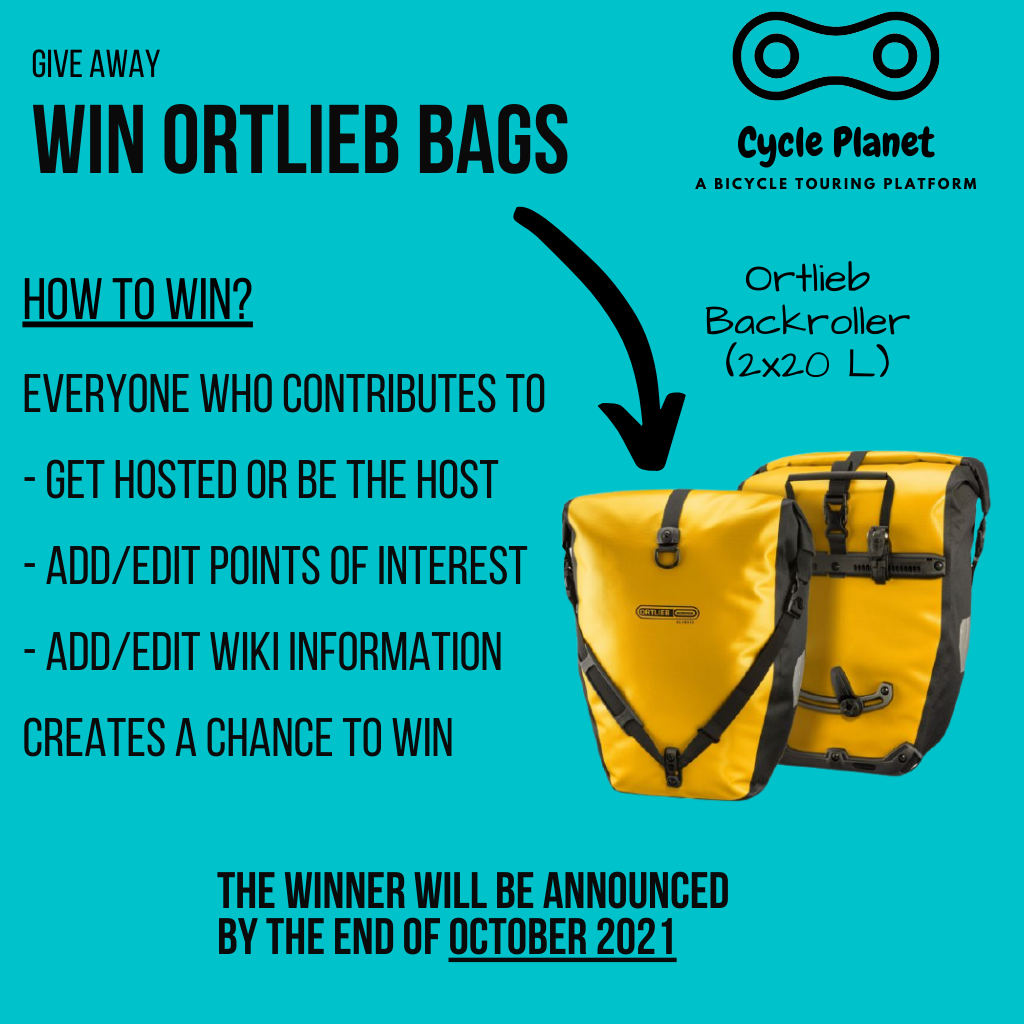 GIVE AWAY
WIN ORTLIEB BAGS
Cycle Planet
A BICYCLE TOURING PLATFORM
HOW TO WIN?
Ortlieb
Backroller
(2x20 L)
EVERYONE WHO CONTRIBUTES TO
- GET HOSTED OR BE THE HOST
- ADD/EDIT POINTS OF INTEREST
- ADD/EDIT WIKI INFORMATION
CREATES A CHANCE TO WIN
ORTLIEB
THE WINNER WILL BE ANNOUNCED
BY THE END OF OCTOBER 2021